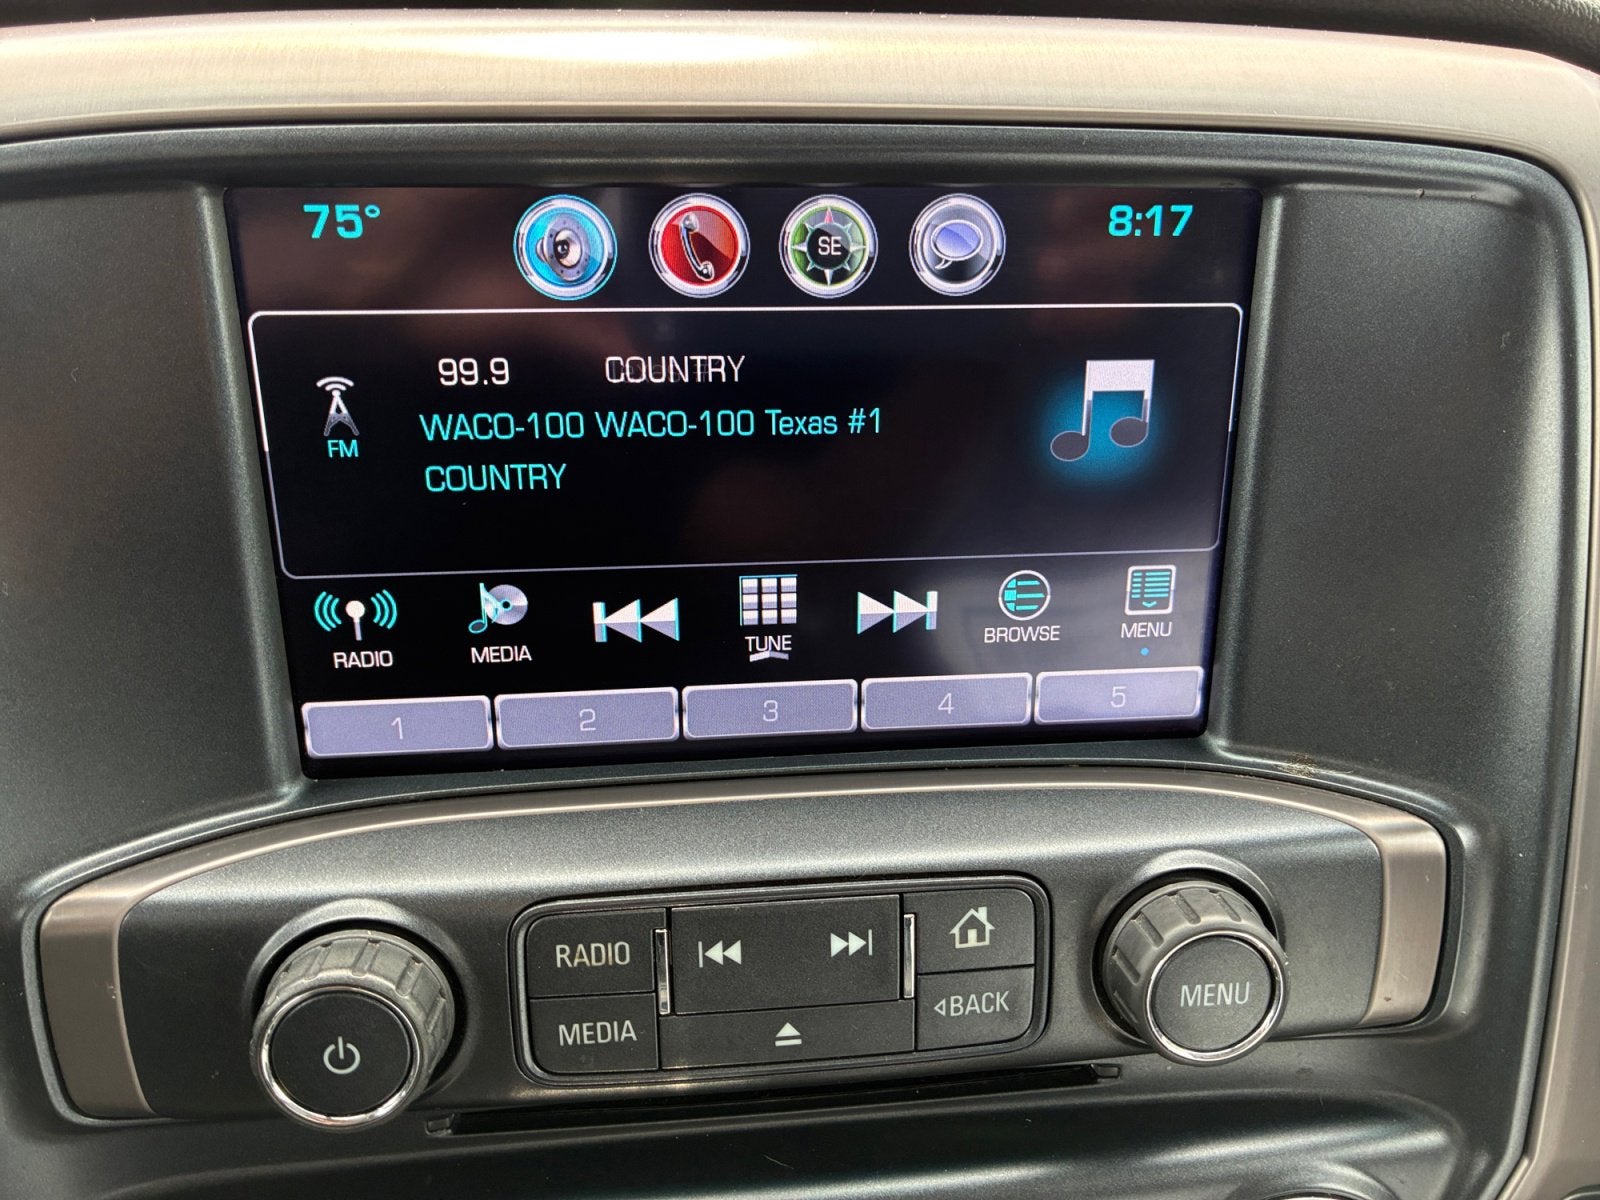 75°
SE
8:17
99.9 COUNTRY
FM
WACO-100 WACO-100 Texas #1
COUNTRY
RADIO
MEDIA
TUNE
BROWSE
MENU
1
2
3
4
5
RADIO
MEDIA
BACK
MENU